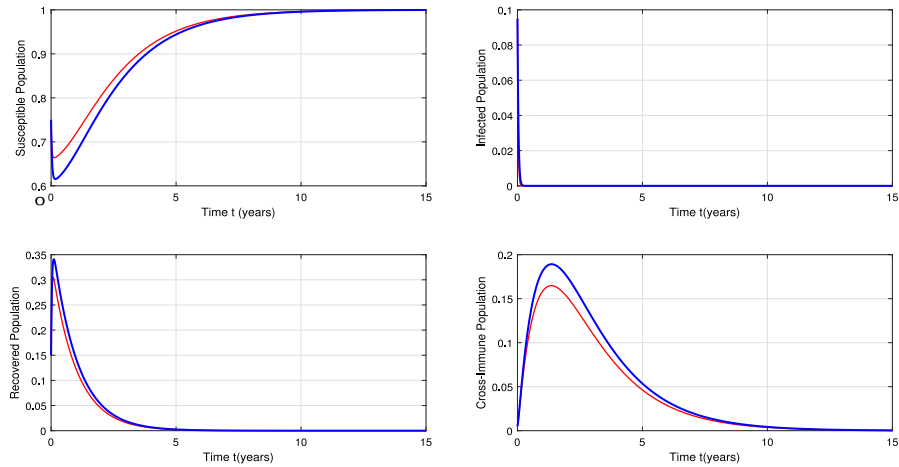 Susceptible Population
1
0.9
0.8
0.7
0.6
O
0 5 10 15
Time t (years)
Infected Population
0.1
0.08
0.06
0.04
0.02
0
0 5 10 15
Time t(years)
Recovered Population
0.35
0.3
0.25
0.2
0.15
0.1
0.05
0
0 5 10 15
Time t(years)
Cross-Immune Population
0.2
0.15
0.1
0.05
0
0 5 10 15
Time t(years)